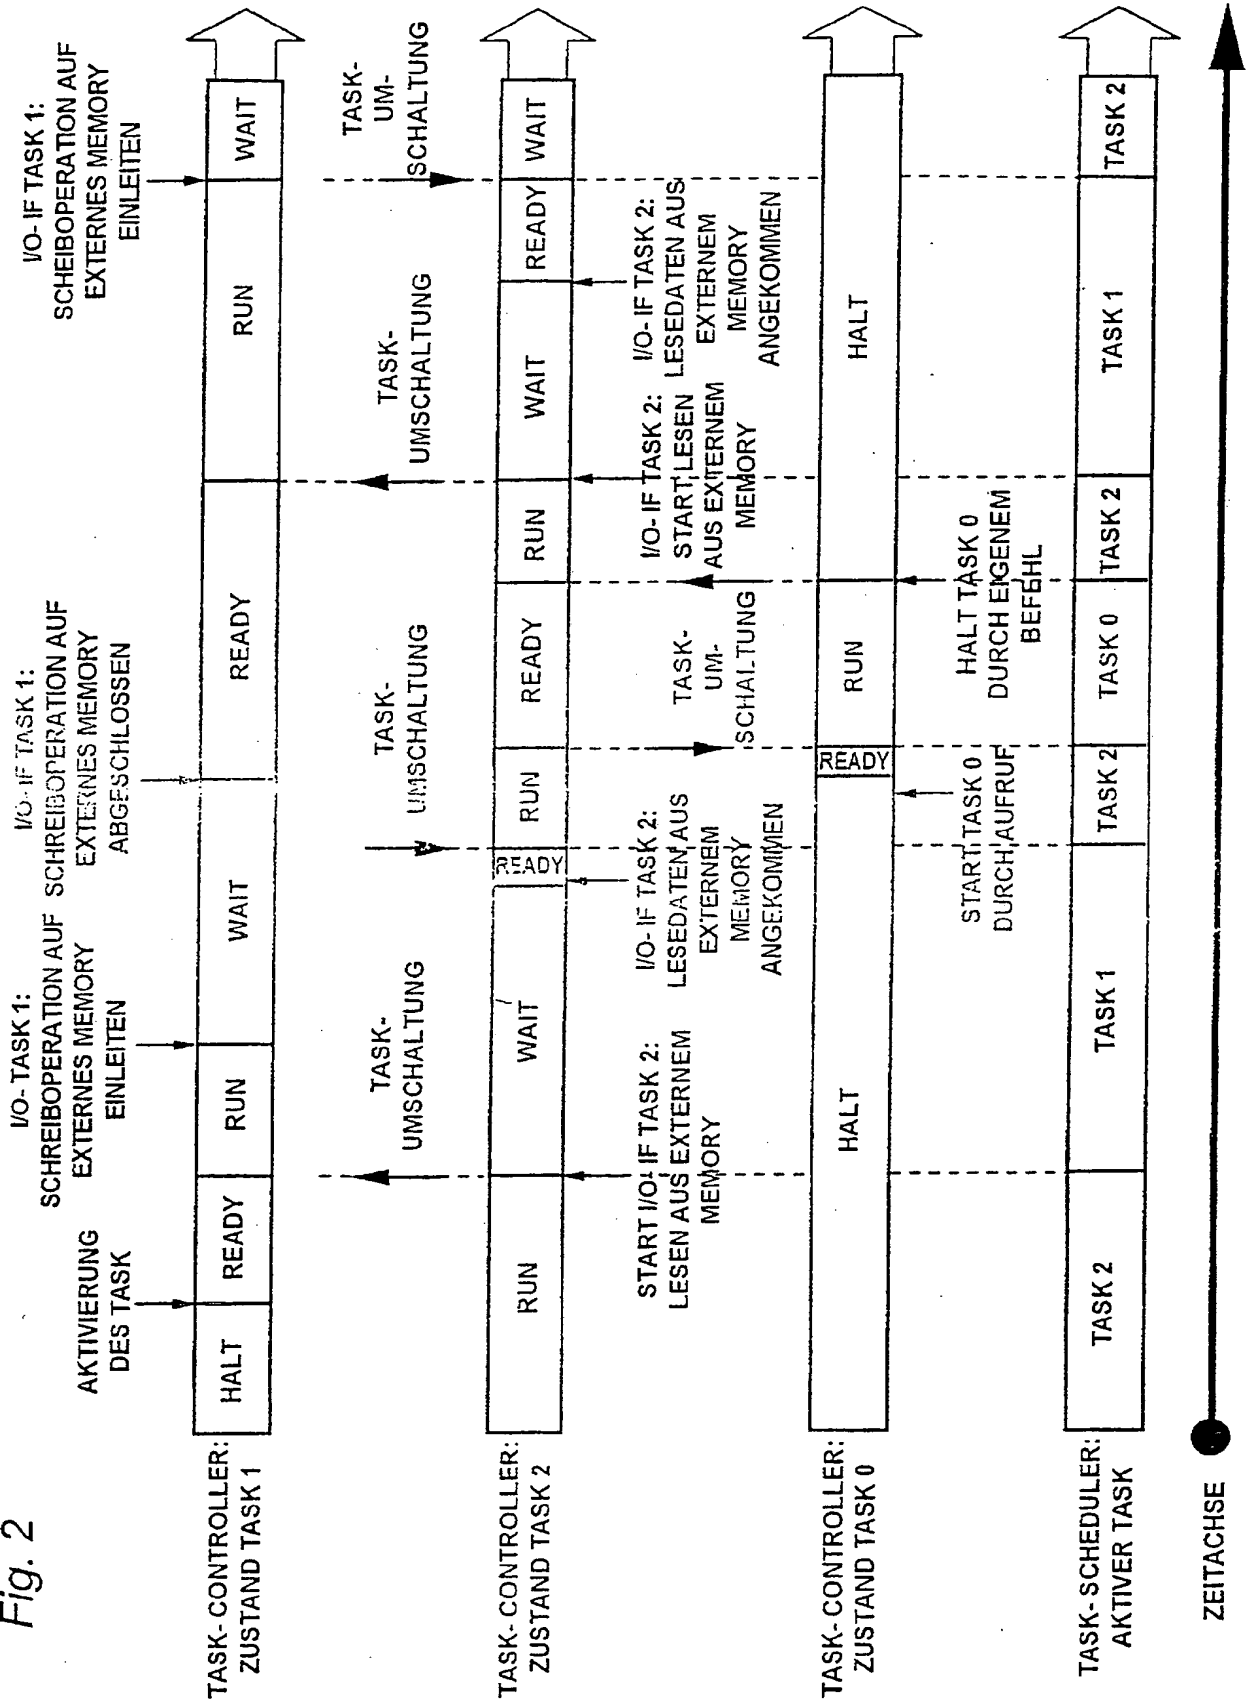 Fig. 2
I/O- TASK 1:
SCHREIBOPERATION AUF
EXTERNES MEMORY
EINLEITEN
I/O- IF TASK 1:
SCHREIBOPERATION AUF
EXTERNES MEMORY
ABGESCHLOSSEN
I/O- IF TASK 1:
SCHEIBOPERATION AUF
EXTERNES MEMORY
EINLEITEN
AKTIVIERUNG
DES TASK
TASK- CONTROLLER:
ZUSTAND TASK 1
HALT
READY
RUN
WAIT
READY
RUN
WAIT
TASK-
UMSCHALTUNG
TASK-
UMSCHALTUNG
TASK-
UMSCHALTUNG
TASK-
UM-
SCHALTUNG
TASK- CONTROLLER:
ZUSTAND TASK 2
RUN
WAIT
READY
RUN
READY
RUN
WAIT
READY
WAIT
START I/O- IF TASK 2:
LESEN AUS EXTERNEM
MEMORY
I/O- IF TASK 2:
LESEDATEN AUS
EXTERNEM
MEMORY
ANGEKOMMEN
TASK-
UM-
SCHALTUNG
I/O- IF TASK 2:
START LESEN
AUS EXTERNEM
MEMORY
I/O- IF TASK 2:
LESEDATEN AUS
EXTERNEM
MEMORY
ANGEKOMMEN
TASK- CONTROLLER:
ZUSTAND TASK 0
HALT
READY
RUN
HALT
START TASK 0
DURCH AUFRUF
HALT TASK 0
DURCH EIGENEM
BEFEHL
TASK- SCHEDULER:
AKTIVER TASK
TASK 2
TASK 1
TASK 2
TASK 0
TASK 2
TASK 1
TASK 2
ZEITACHSE